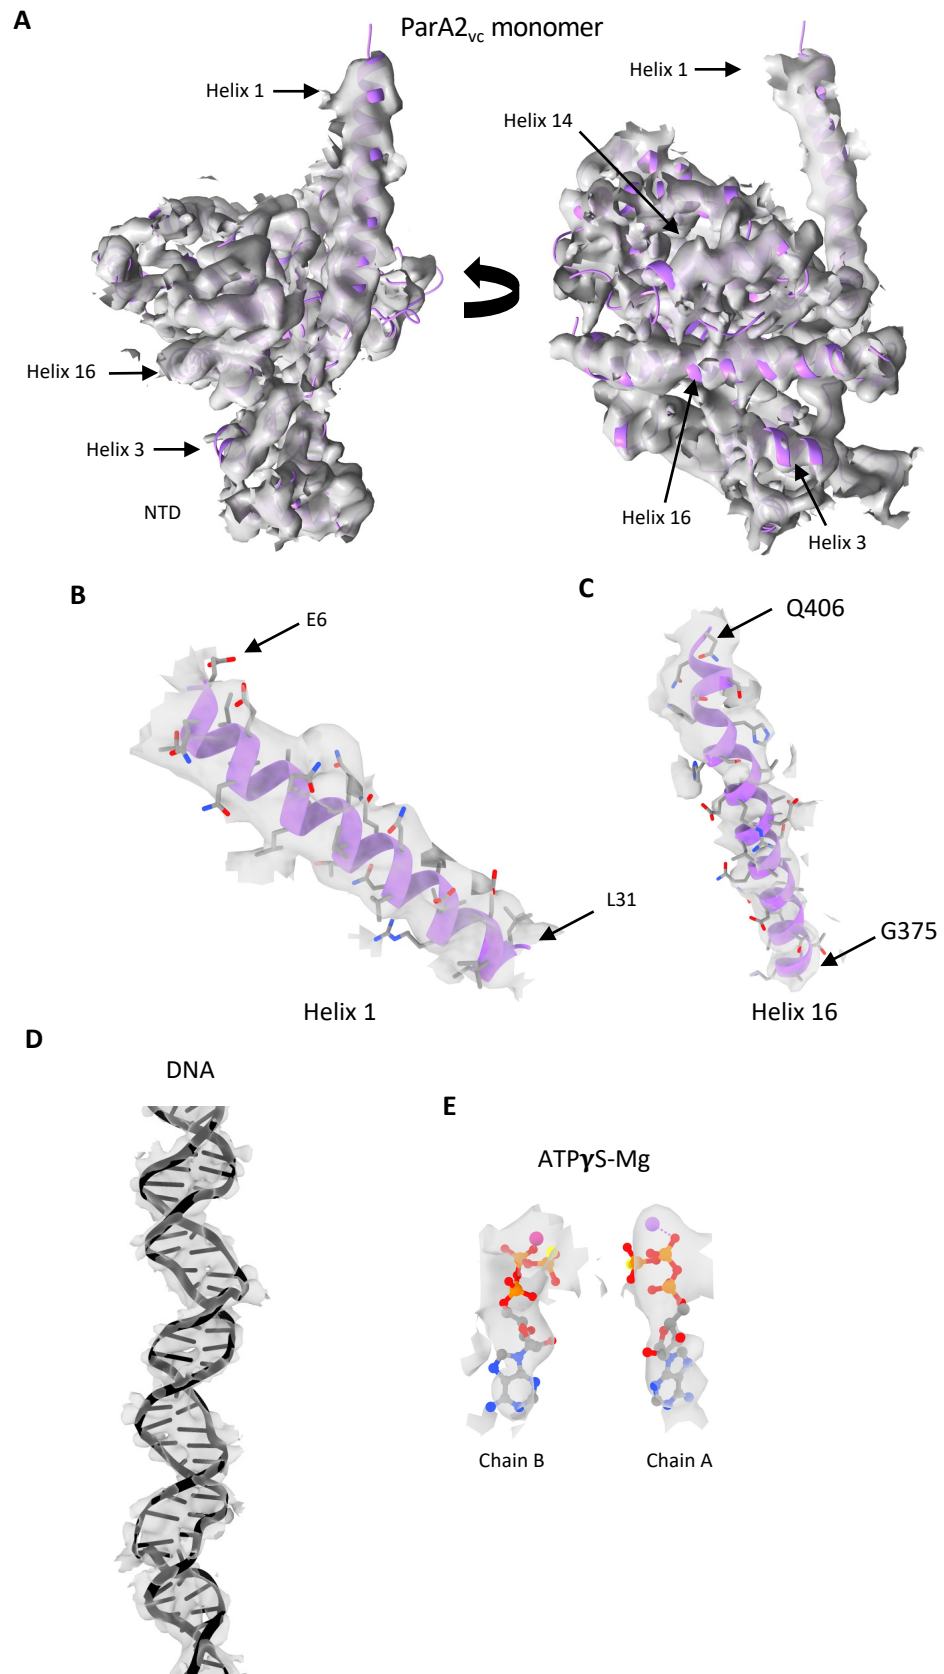 A
ParA2vc monomer
Helix 1
Helix 1
Helix 14
Helix 16
Helix 3
NTD
Helix 16
Helix 3
B
C
E6
Q406
L31
G375
Helix 1
Helix 16
D
DNA
E
ATPγS-Mg
Chain B
Chain A